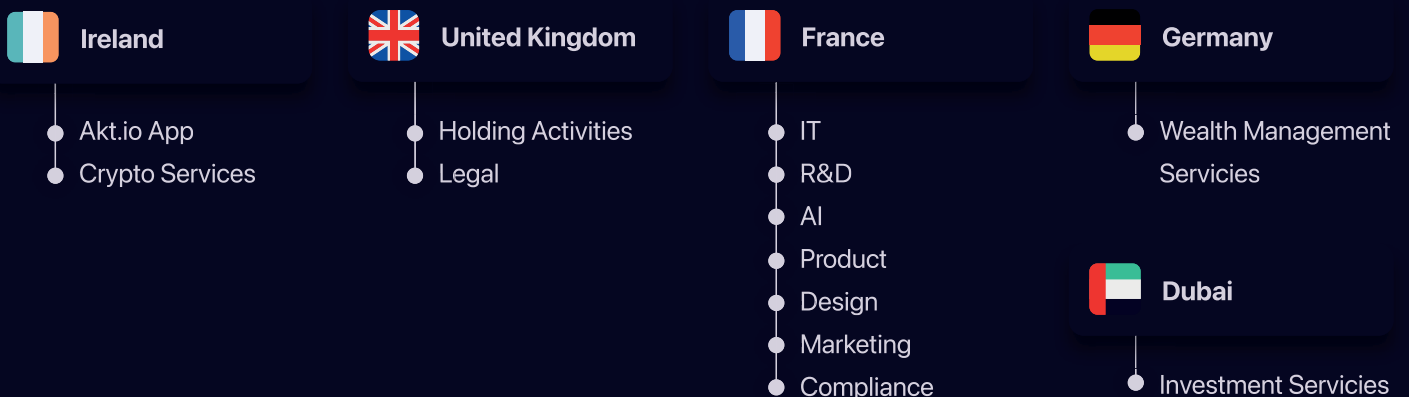 Ireland
Akt.io App
Crypto Services
United Kingdom
Holding Activities
Legal
France
IT
R&D
AI
Product
Design
Marketing
Compliance
Germany
Wealth Management
Servicies
Dubai
Investment Servicies